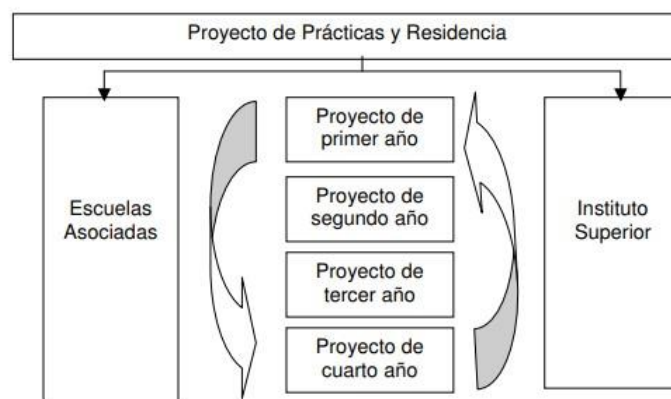 Proyecto de Prácticas y Residencia
Escuelas
Asociadas
Proyecto de
primer año
Proyecto de
segundo año
Proyecto de
tercer año
Proyecto de
cuarto año
Instituto
Superior